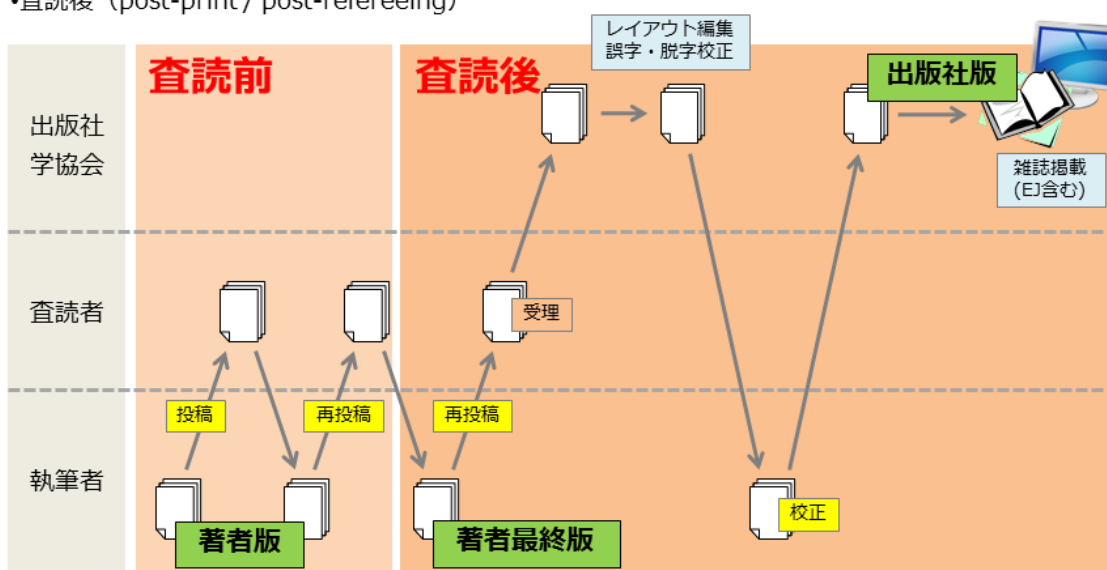 •査読後（post-print / post-refereeing）
レイアウト編集
誤字・脱字校正
査読前
査読後
出版社版
出版社
学協会
雑誌掲載
(EJ含む)
査読者
受理
投稿
再投稿
再投稿
執筆者
校正
著者版
著者最終版